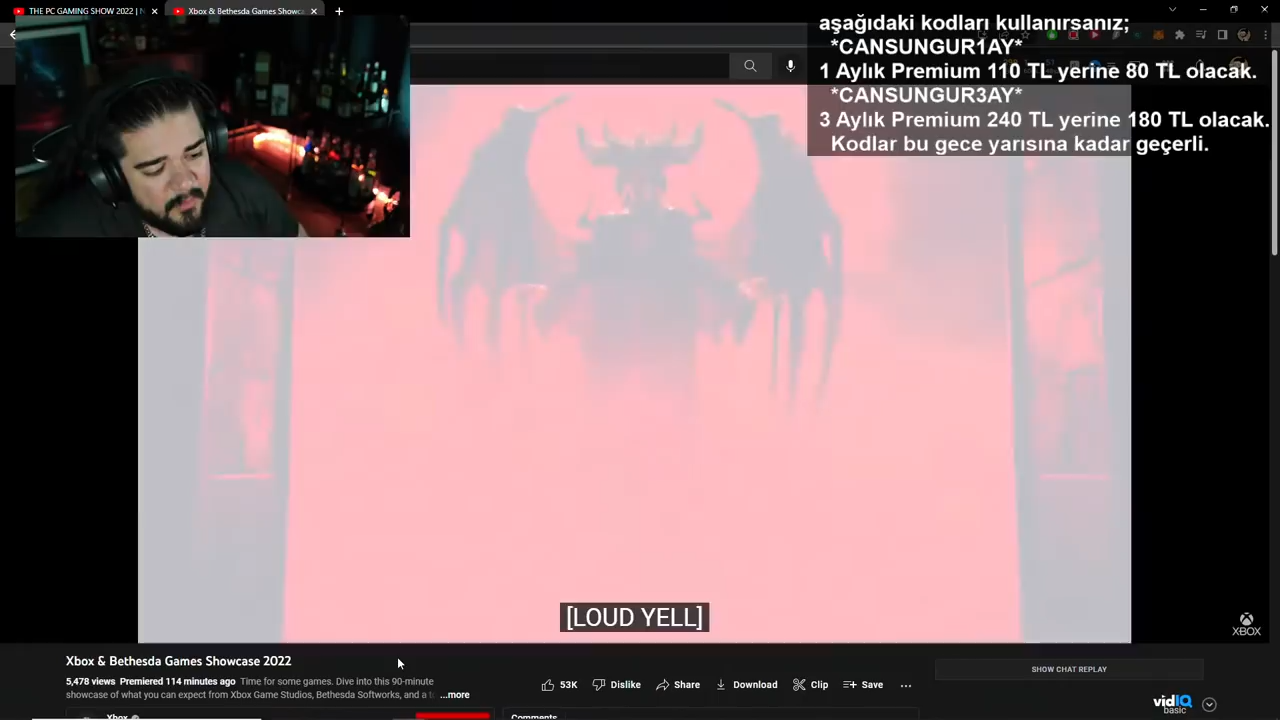 THE PC GAMING SHOW 2022 | N
Xbox & Bethesda Games Showca
aşağıdaki kodları kullanırsanız;
*CANSUNGUR1AY*
1 Aylık Premium 110 TL yerine 80 TL olacak.
*CANSUNGUR3AY*
3 Aylık Premium 240 TL yerine 180 TL olacak.
Kodlar bu gece yarısına kadar geçerli.
[LOUD YELL]
XBOX
Xbox & Bethesda Games Showcase 2022
5,478 views Premiered 114 minutes ago Time for some games. Dive into this 90-minute
showcase of what you can expect from Xbox Game Studios, Bethesda Softworks, and a t ...more
53K Dislike Share Download Clip Save
SHOW CHAT REPLAY
vidIQ
basic
Xbox
Comments